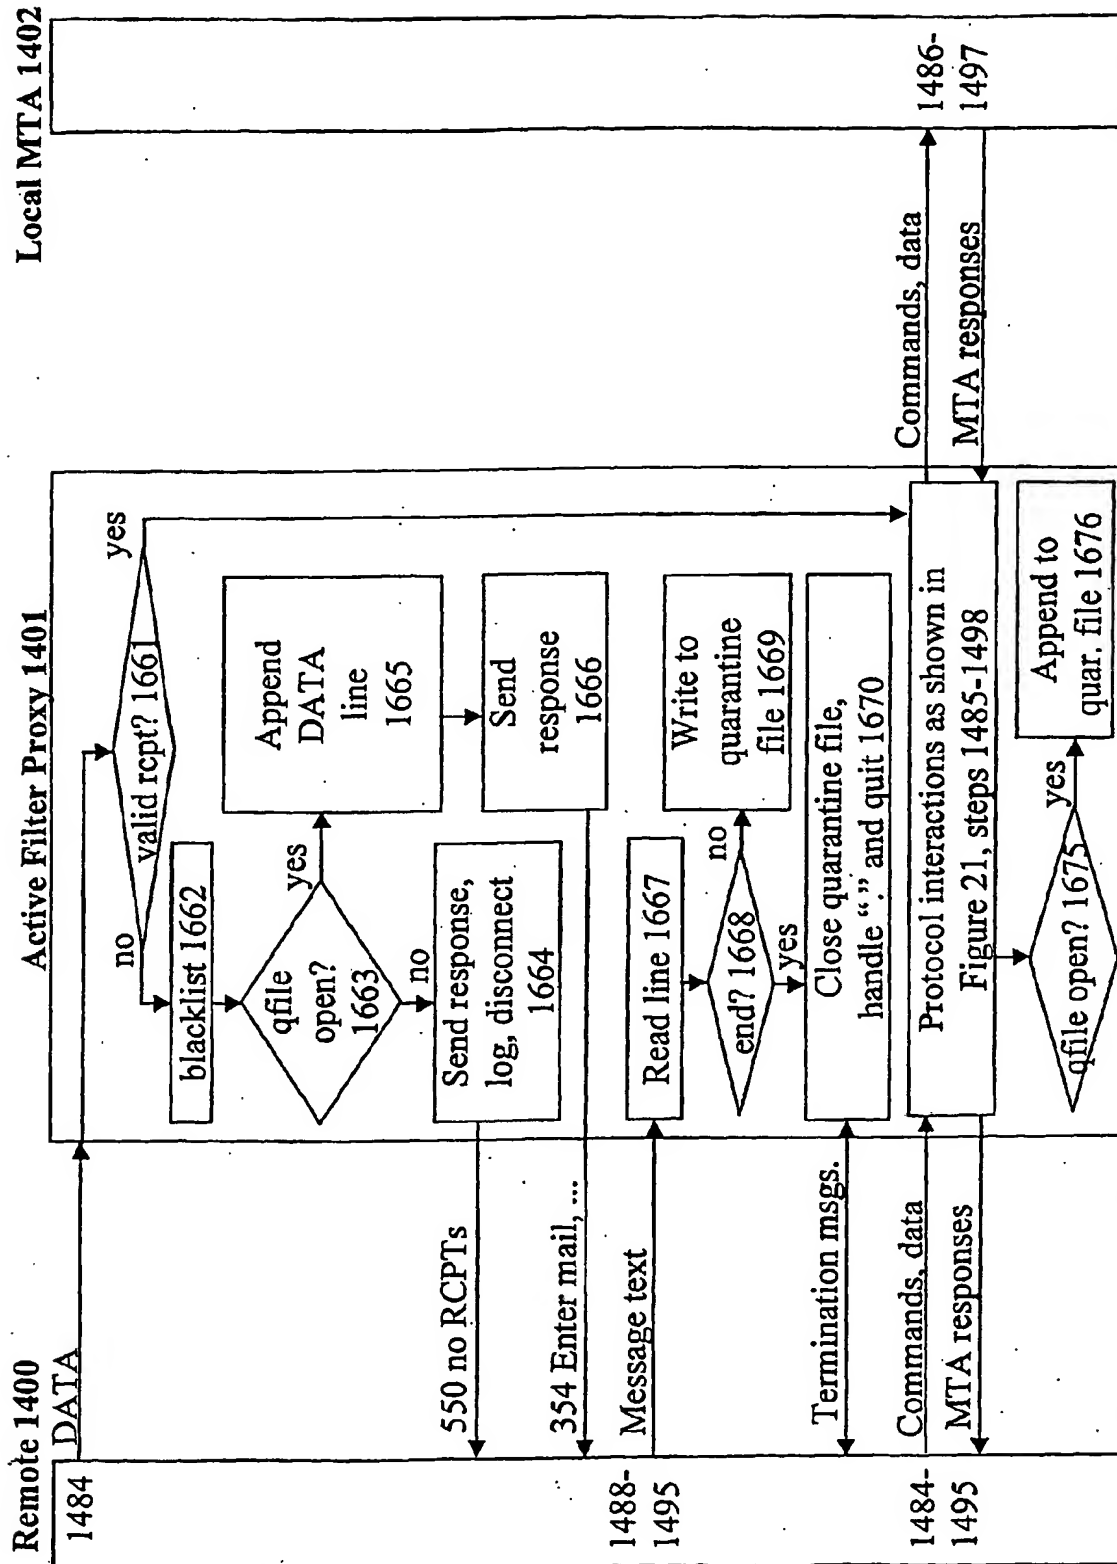 Remote 1400
Active Filter Proxy 1401
Local MTA 1402
1484
DATA
valid rcpt? 1661
yes
no
blacklist 1662
qfile
open?
1663
yes
no
Append
DATA
line
1665
Send response,
log, disconnect
1664
Send
response
1666
550 no RCPTs
354 Enter mail, ...
1488-
1495
Message text
Read line 1667
end? 1668
no
yes
Write to
quarantine
file 1669
Termination msgs.
Close quarantine file,
handle “.” and quit 1670
1484-
1495
Commands, data
MTA responses
Protocol interactions as shown in
Figure 21, steps 1485-1498
Commands, data
MTA responses
1486-
1497
qfile open? 1675
yes
Append to
quar. file 1676